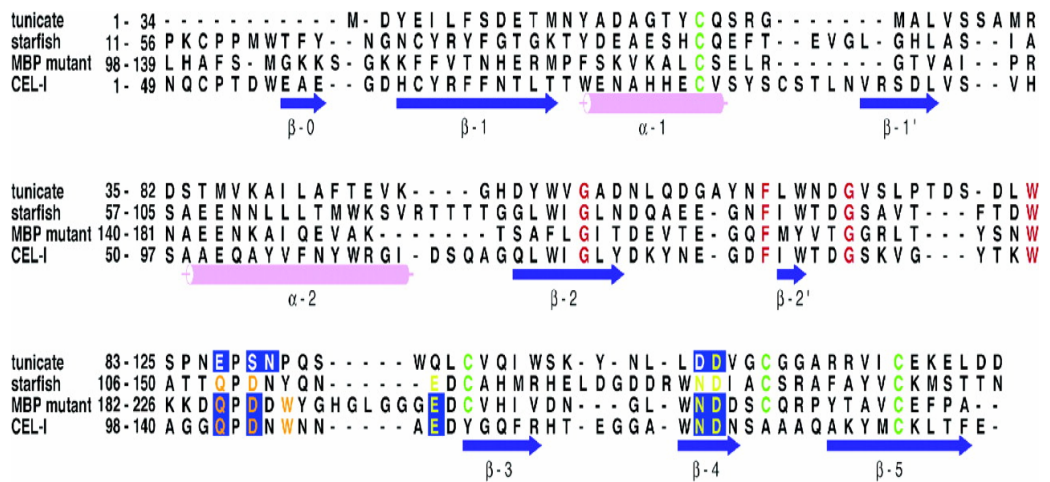 tunicate 1 - 34 - - - - - - - - - - - M - D Y E I L F S D E T M N Y A D A G T Y C Q S R G - - - - - - - M A L V S S A M R
starfish 11 - 56 P K C P P M W T F Y - - N G N C Y R Y F G T G K T Y D E A E S H C Q E F T - - E V G L - G H L A S - - I A
MBP mutant 98 - 139 L H A F S - M G K K S - G K K F F V T N H E R M P F S K V K A L C S E L R - - - - - - - G T V A I - - P R
CEL-I 1 - 49 N Q C P T D W E A E - - G D H C Y R F F N T L T T W E N A H H E C V S Y S C S T L N V R S D L V S - - V H
β-0 β-1 α-1 β-1'
tunicate 35 - 82 D S T M V K A I L A F T E V K - - - - G H D Y W V G A D N L Q D G A Y N F L W N D G V S L P T D S - D L W
starfish 57 - 105 S A E E N N L L L T M W K S V R T T T T G G L W I G L N D Q A E E - G N F I W T D G S A V T - - - F T D W
MBP mutant 140 - 181 N A E E N K A I Q E V A K - - - - - - - T S A F L G I T D E V T E - G Q F M Y V T G G R L T - - - Y S N W
CEL-I 50 - 97 S A A E Q A Y V F N Y W R G I - D S Q A G Q L W I G L Y D K Y N E - G D F I W T D G S K V G - - - Y T K W
α-2 β-2 β-2'
tunicate 83 - 125 S P N E P S N P Q S - - - - - W Q L C V Q I W S K - Y - N L - L D D V G C G G A R R V I C E K E L D D
starfish 106 - 150 A T T Q P D N Y Q N - - - - - E D C A H M R H E L D G D D R W N D I A C S R A F A Y V C K M S T T N
MBP mutant 182 - 226 K K D Q P D D W Y G H G L G G G E D C V H I V D N - - - G L - W N D D S C Q R P Y T A V C E F P A - -
CEL-I 98 - 140 A G G Q P D N W N N - - - - A E D Y G Q F R H T - E G G A - W N D N S A A A Q A K Y M C K L T F E -
β-3 β-4 β-5